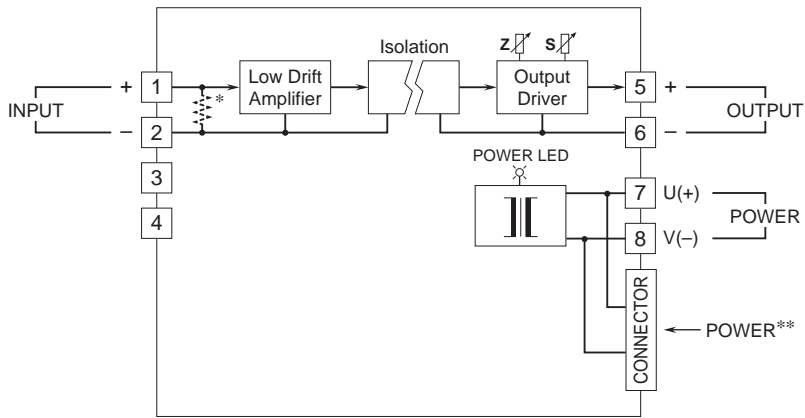 Isolation
Z S
+ 1 * Low Drift
Amplifier
Output
Driver
5 +
INPUT
OUTPUT
– 2
6 –
3
POWER LED
7 U(+)
POWER
4
8 V(–)
CONNECTOR
POWER**